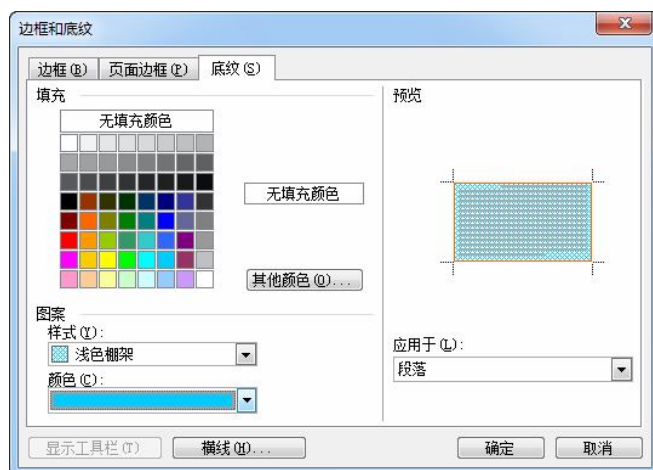 边框和底纹
边框(B) 页面边框(P) 底纹(S)
填充
无填充颜色
无填充颜色
其他颜色(O)...
图案
样式(Y):
浅色棚架
颜色(C):
预览
应用于(L):
段落
显示工具栏(T) 横线(H)... 确定 取消